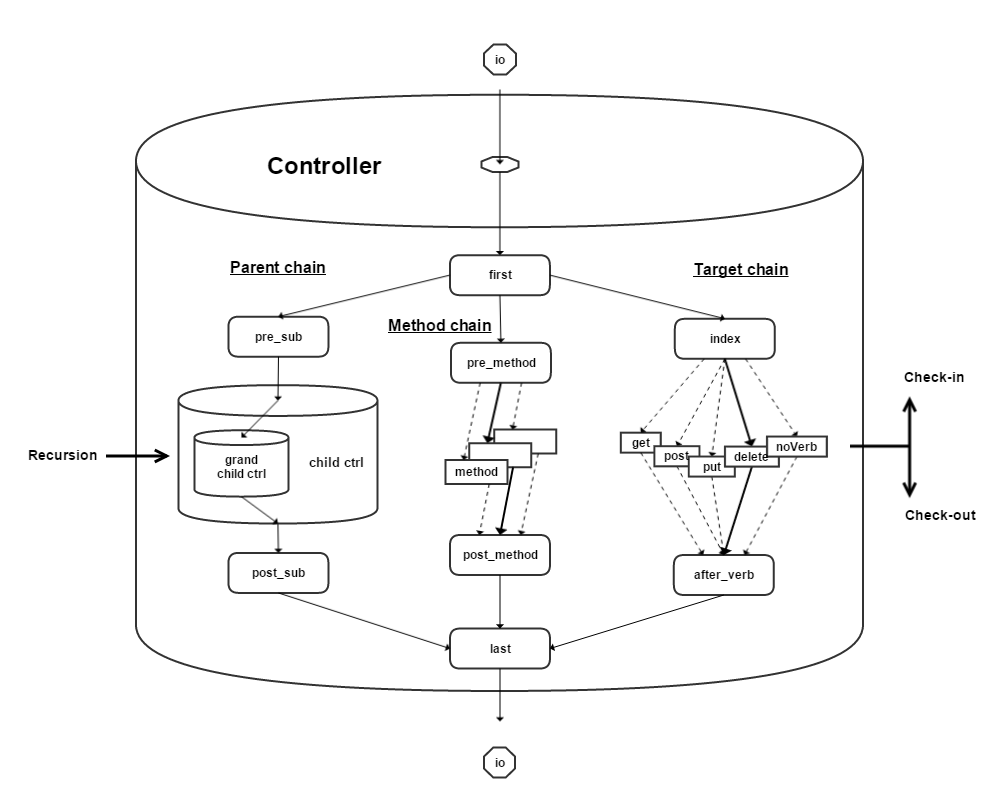 io
Controller
Parent chain
first
Target chain
Method chain
pre_sub
index
pre_method
Check-in
get
post
put
delete
noVerb
Recursion
grand
child ctrl
child ctrl
method
Check-out
post_sub
post_method
after_verb
last
io